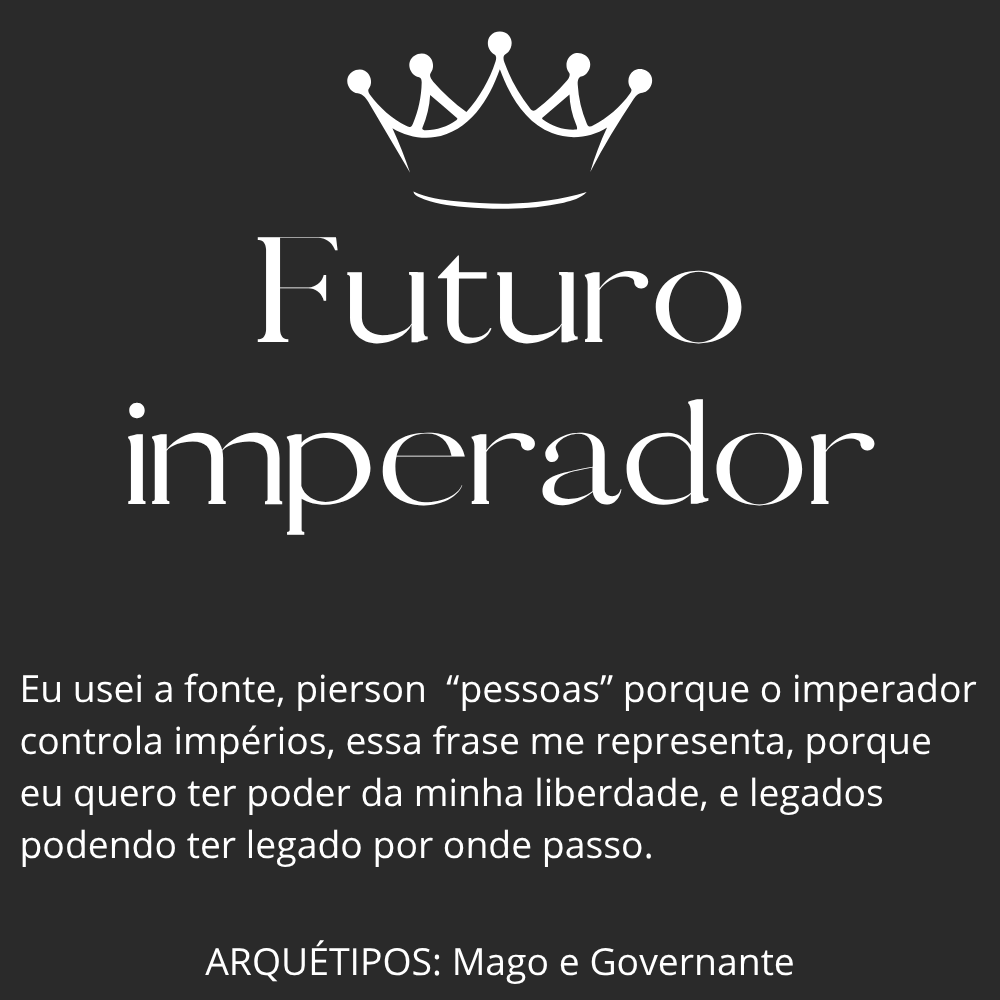 Futuro
imperador
Eu usei a fonte, pierson  “pessoas” porque o imperador
controla impérios, essa frase me representa, porque
eu quero ter poder da minha liberdade, e legados
podendo ter legado por onde passo.
ARQUÉTIPOS: Mago e Governante